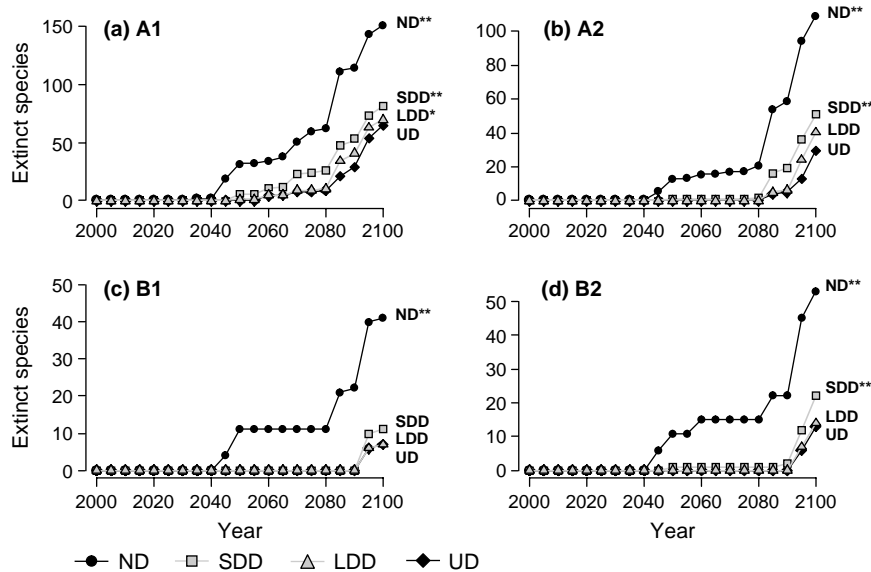 (a) A1
Extinct species
150
100
50
0
2000 2020 2040 2060 2080 2100
ND**
SDD**
LDD*
UD
(b) A2
100
80
60
40
20
0
2000 2020 2040 2060 2080 2100
ND**
SDD**
LDD
UD
(c) B1
Extinct species
50
40
30
20
10
0
2000 2020 2040 2060 2080 2100
Year
ND**
SDD
LDD
UD
(d) B2
50
40
30
20
10
0
2000 2020 2040 2060 2080 2100
Year
ND**
SDD**
LDD
UD
ND SDD LDD UD